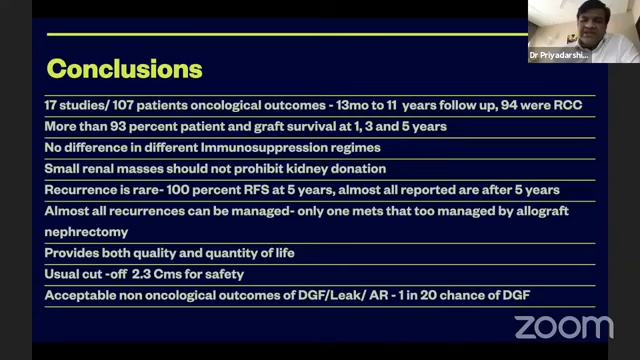 Dr Priyadarshi...
Conclusions
17 studies/ 107 patients oncological outcomes - 13mo to 11 years follow up, 94 were RCC
More than 93 percent patient and graft survival at 1, 3 and 5 years
No difference in different Immunosuppression regimes
Small renal masses should not prohibit kidney donation
Recurrence is rare- 100 percent RFS at 5 years, almost all reported are after 5 years
Almost all recurrences can be managed- only one mets that too managed by allograft
nephrectomy
Provides both quality and quantity of life
Usual cut -off 2.3 Cms for safety
Acceptable non oncological outcomes of DGF/Leak/ AR - 1 in 20 chance of DGF
zoom